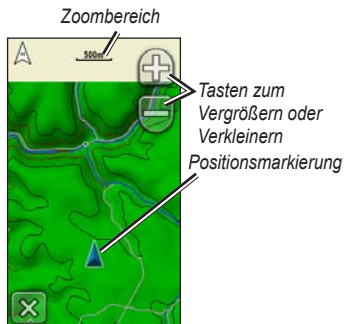 Zoombereich
500m
Tasten zum
Vergrößern oder
Verkleinern
Positionsmarkierung